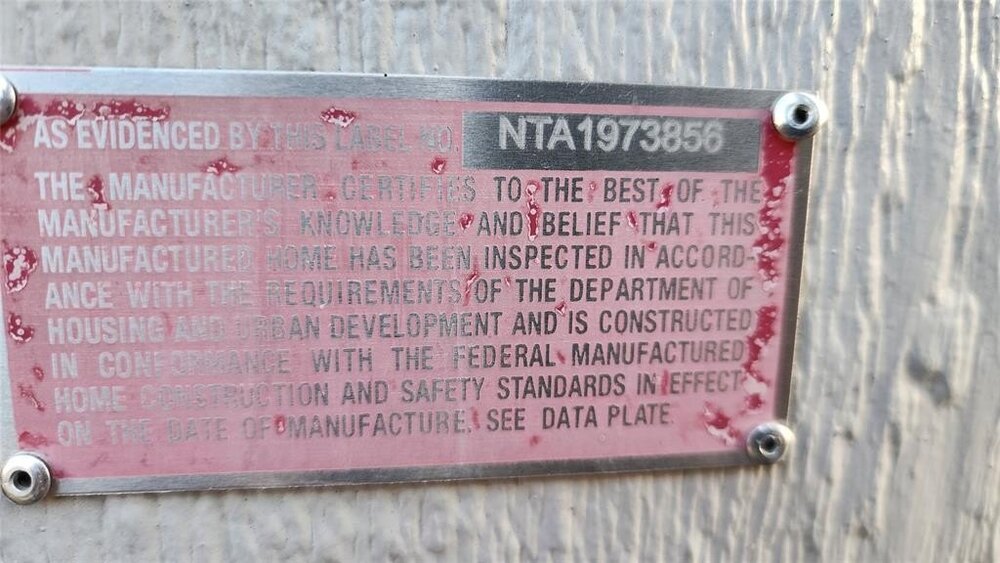 AS EVIDENCED BY THIS LABEL NO. NTA1973856
THE MANUFACTURER CERTIFIES TO THE BEST OF THE
MANUFACTURER'S KNOWLEDGE AND BELIEF THAT THIS
MANUFACTURED HOME HAS BEEN INSPECTED IN ACCORD-
ANCE WITH THE REQUIREMENTS OF THE DEPARTMENT OF
HOUSING AND URBAN DEVELOPMENT AND IS CONSTRUCTED
IN CONFORMANCE WITH THE FEDERAL MANUFACTURED
HOME CONSTRUCTION AND SAFETY STANDARDS IN EFFECT
ON THE DATE OF MANUFACTURE. SEE DATA PLATE.